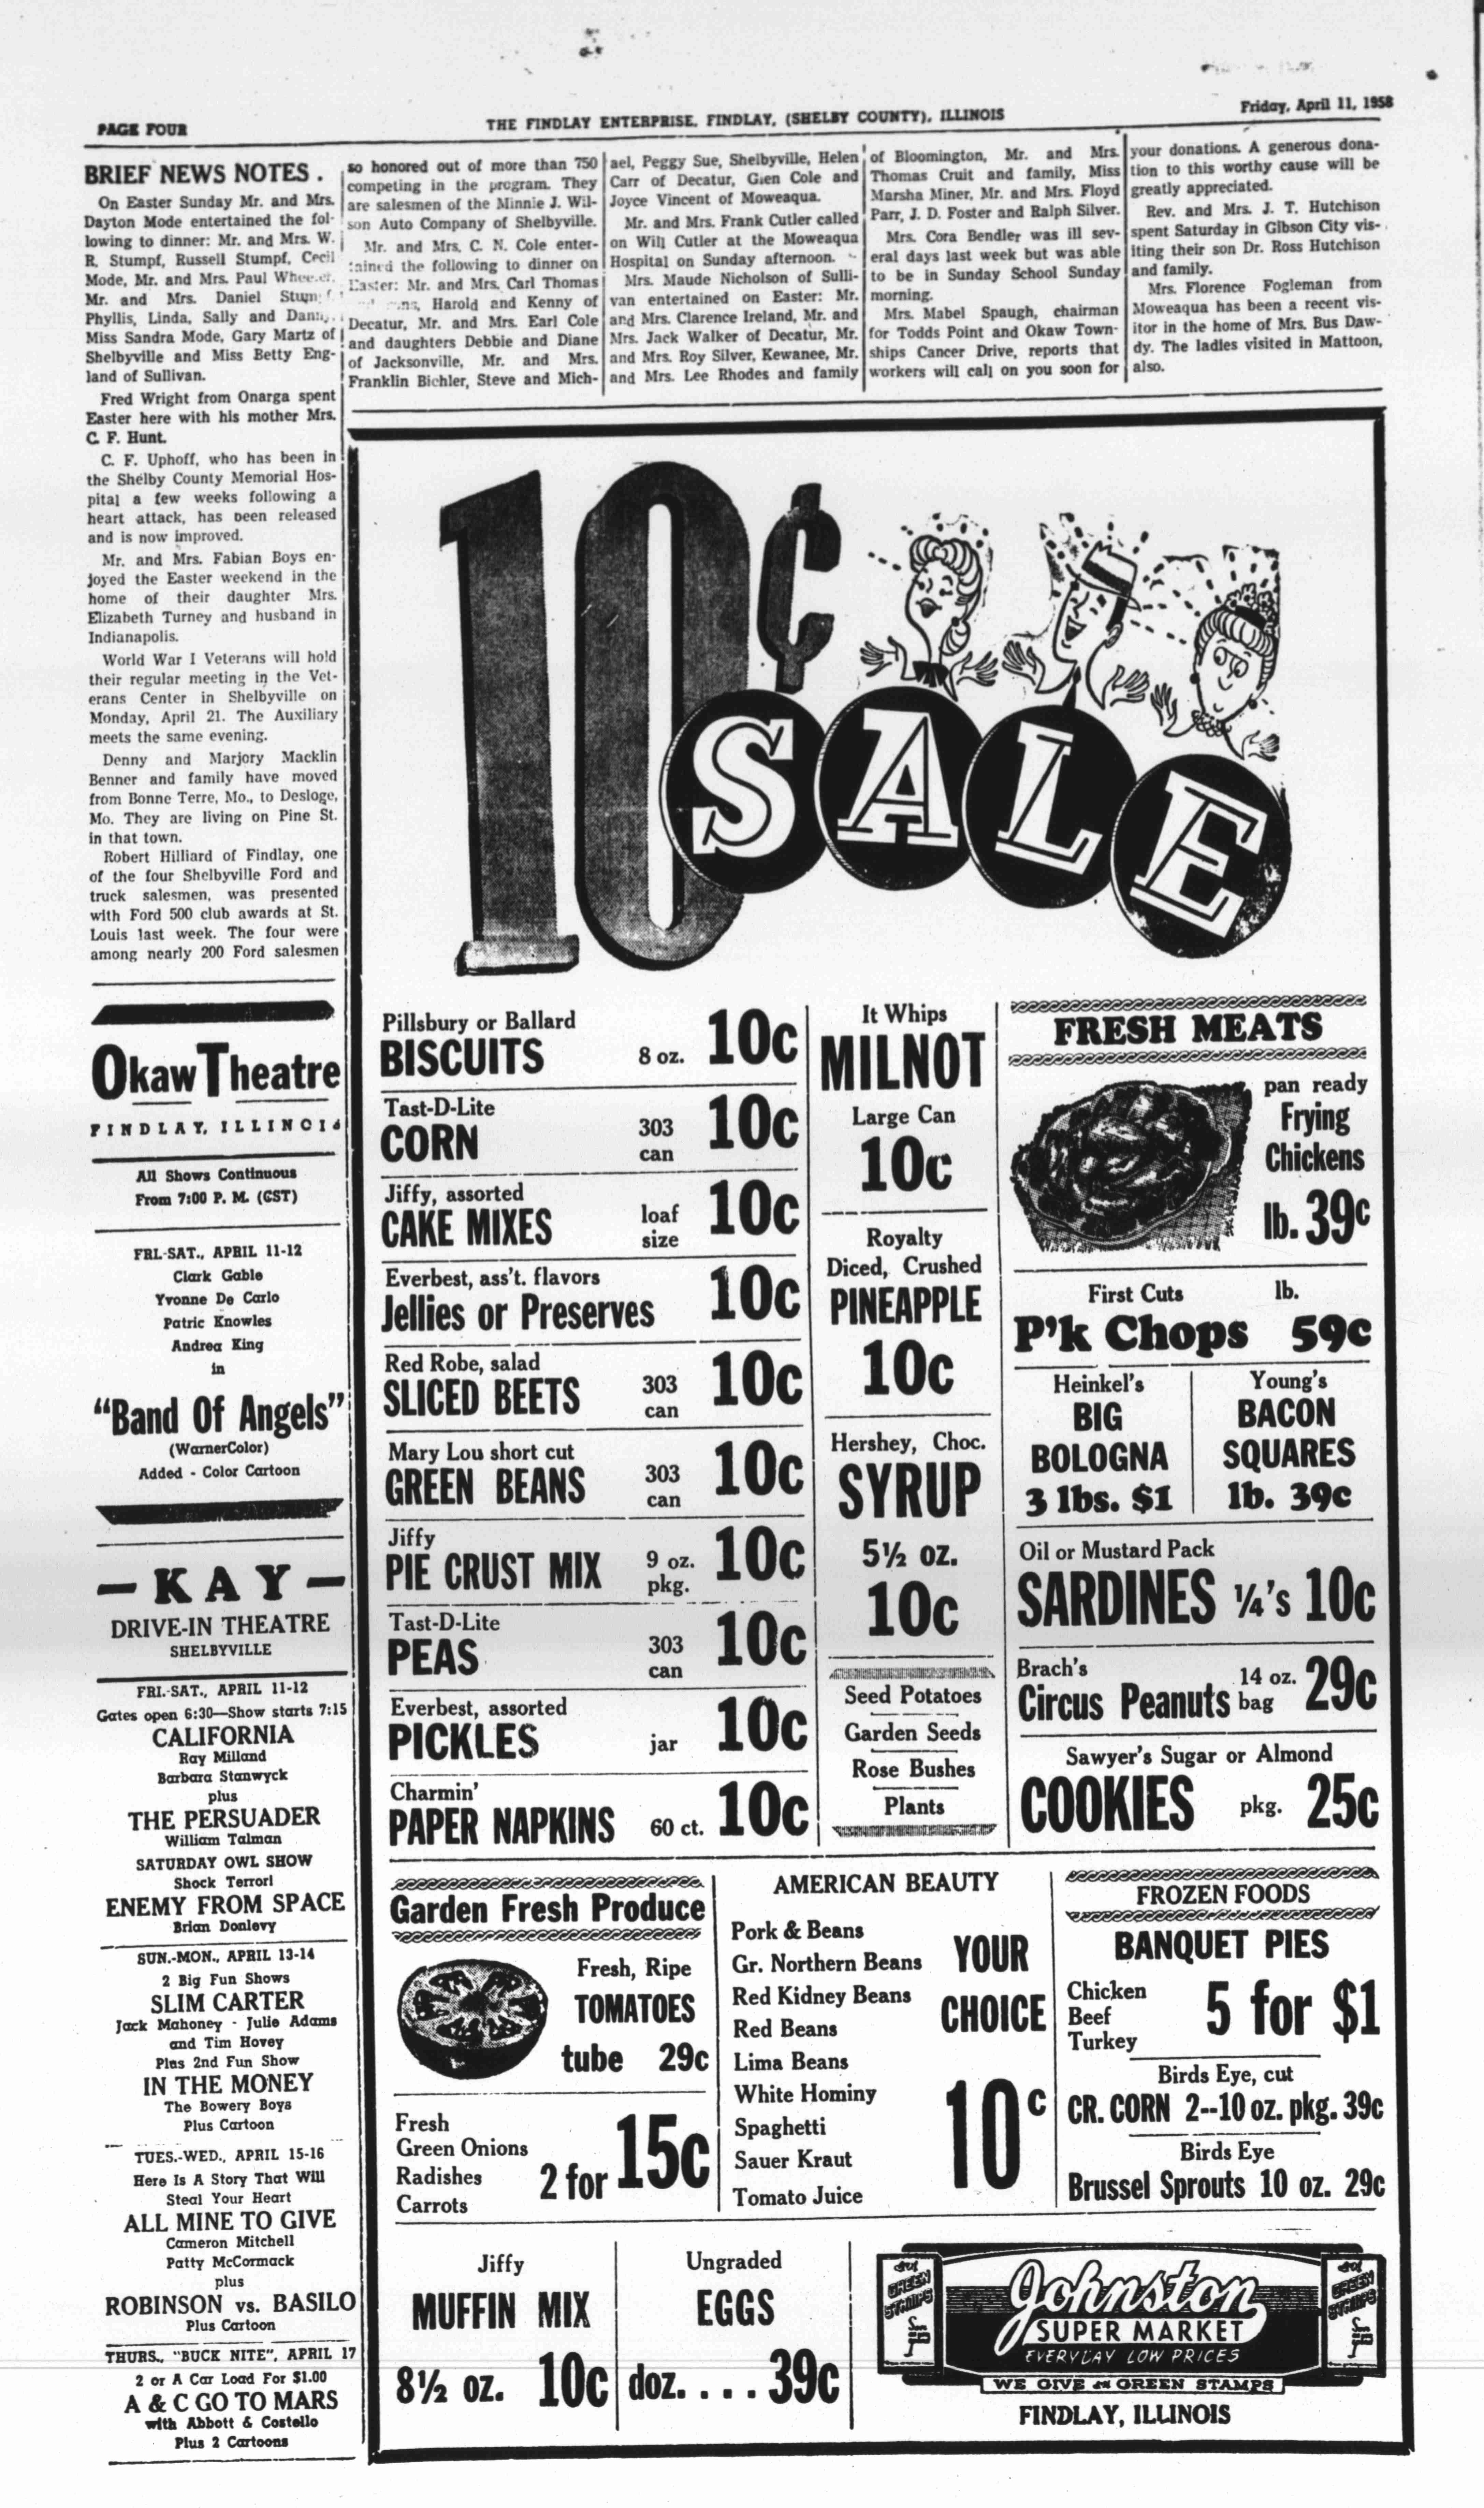 PAGE FOUR
THE FINDLAY ENTERPRISE, FINDLAY, (SHELBY COUNTY), ILLINOIS
Friday, April 11, 1958
BRIEF NEWS NOTES .
On Easter Sunday Mr. and Mrs.
Dayton Mode entertained the fol-
lowing to dinner: Mr. and Mrs. W.
R. Stumpf, Russell Stumpf, Cecil
Mode, Mr. and Mrs. Paul Wheeler,
Mr. and Mrs. Daniel Stumpf
Phyllis, Linda, Sally and Danny,
Miss Sandra Mode, Gary Martz of
Shelbyville and Miss Betty Eng-
land of Sullivan.
Fred Wright from Onarga spent
Easter here with his mother Mrs.
C. F. Hunt.
C. F. Uphoff, who has been in
the Shelby County Memorial Hos-
pital a few weeks following a
heart attack, has been released
and is now improved.
Mr. and Mrs. Fabian Boys en-
joyed the Easter weekend in the
home of their daughter Mrs.
Elizabeth Turney and husband in
Indianapolis.
World War I Veterans will hold
their regular meeting in the Vet-
erans Center in Shelbyville on
Monday, April 21. The Auxiliary
meets the same evening.
Denny and Marjory Macklin
Benner and family have moved
from Bonne Terre, Mo., to Desloge,
Mo. They are living on Pine St.
in that town.
Robert Hilliard of Findlay, one
of the four Shelbyville Ford and
truck salesmen, was presented
with Ford 500 club awards at St.
Louis last week. The four were
among nearly 200 Ford salesmen
so honored out of more than 750
competing in the program. They
are salesmen of the Minnie J. Wil-
son Auto Company of Shelbyville.
Mr. and Mrs. C. N. Cole enter-
tained the following to dinner on
Easter: Mr. and Mrs. Carl Thomas
Harold and Kenny of
Decatur, Mr. and Mrs. Earl Cole
and daughters Debbie and Diane
of Jacksonville, Mr. and Mrs.
Franklin Bichler, Steve and Mich-
ael, Peggy Sue, Shelbyville, Helen
Carr of Decatur, Glen Cole and
Joyce Vincent of Moweaqua.
Mr. and Mrs. Frank Cutler called
on Will Cutler at the Moweaqua
Hospital on Sunday afternoon.
Mrs. Maude Nicholson of Sulli-
van entertained on Easter: Mr.
and Mrs. Clarence Ireland, Mr. and
Mrs. Jack Walker of Decatur, Mr.
and Mrs. Roy Silver, Kewanee, Mr.
and Mrs. Lee Rhodes and family
of Bloomington, Mr. and Mrs.
Thomas Cruit and family, Miss
Marsha Miner, Mr. and Mrs. Floyd
Parr, J. D. Foster and Ralph Silver.
Mrs. Cora Bendler was ill sev-
eral days last week but was able
to be in Sunday School Sunday
morning.
Mrs. Mabel Spaugh, chairman
for Todds Point and Okaw Town-
ships Cancer Drive, reports that
workers will call on you soon for
your donations. A generous dona-
tion to this worthy cause will be
greatly appreciated.
Rev. and Mrs. J. T. Hutchison
spent Saturday in Gibson City vis-
iting their son Dr. Ross Hutchison
and family.
Mrs. Florence Fogleman from
Moweaqua has been a recent vis-
itor in the home of Mrs. Bus Daw-
dy. The ladies visited in Mattoon,
also.
Okaw Theatre
FINDLAY, ILLINOIS
All Shows Continuous
From 7:00 P. M. (CST)
FRI.-SAT., APRIL 11-12
Clark Gable
Yvonne De Carlo
Patric Knowles
Andrea King
in
"Band Of Angels"
(WarnerColor)
Added - Color Cartoon
— KAY —
DRIVE-IN THEATRE
SHELBYVILLE
FRI.-SAT., APRIL 11-12
Gates open 6:30—Show starts 7:15
CALIFORNIA
Ray Milland
Barbara Stanwyck
plus
THE PERSUADER
William Talman
SATURDAY OWL SHOW
Shock Terror!
ENEMY FROM SPACE
Brian Donlevy
SUN.-MON., APRIL 13-14
2 Big Fun Shows
SLIM CARTER
Jack Mahoney - Julie Adams
and Tim Hovey
Plus 2nd Fun Show
IN THE MONEY
The Bowery Boys
Plus Cartoon
TUES.-WED., APRIL 15-16
Here Is A Story That Will
Steal Your Heart
ALL MINE TO GIVE
Cameron Mitchell
Patty McCormack
plus
ROBINSON vs. BASILO
Plus Cartoon
THURS., "BUCK NITE", APRIL 17
2 or A Car Load For $1.00
A & C GO TO MARS
with Abbott & Costello
Plus 2 Cartoons
10¢
SALE
Pillsbury or Ballard
BISCUITS 8 oz. 10c
Tast-D-Lite
CORN 303 can 10c
Jiffy, assorted
CAKE MIXES loaf size 10c
Everbest, ass't. flavors
Jellies or Preserves 10c
Red Robe, salad
SLICED BEETS 303 can 10c
Mary Lou short cut
GREEN BEANS 303 can 10c
Jiffy
PIE CRUST MIX 9 oz. pkg. 10c
Tast-D-Lite
PEAS 303 can 10c
Everbest, assorted
PICKLES jar 10c
Charmin'
PAPER NAPKINS 60 ct. 10c
It Whips
MILNOT
Large Can
10c
Royalty
Diced, Crushed
PINEAPPLE
10c
Hershey, Choc.
SYRUP
5½ oz.
10c
Seed Potatoes
Garden Seeds
Rose Bushes
Plants
FRESH MEATS
pan ready
Frying
Chickens
lb. 39c
First Cuts lb.
P'k Chops 59c
Heinkel's
BIG
BOLOGNA
3 lbs. $1
Young's
BACON
SQUARES
lb. 39c
Oil or Mustard Pack
SARDINES ¼'s 10c
Brach's
Circus Peanuts 14 oz. bag 29c
Sawyer's Sugar or Almond
COOKIES pkg. 25c
Garden Fresh Produce
Fresh, Ripe
TOMATOES
tube 29c
Fresh
Green Onions
Radishes
Carrots
2 for 15c
AMERICAN BEAUTY
Pork & Beans
Gr. Northern Beans
Red Kidney Beans
Red Beans
Lima Beans
White Hominy
Spaghetti
Sauer Kraut
Tomato Juice
YOUR
CHOICE
10c
FROZEN FOODS
BANQUET PIES
Chicken
Beef
Turkey
5 for $1
Birds Eye, cut
CR. CORN 2--10 oz. pkg. 39c
Birds Eye
Brussel Sprouts 10 oz. 29c
Jiffy
MUFFIN MIX
8½ oz. 10c
Ungraded
EGGS
doz. . . . 39c
S&H
GREEN
STAMPS
Johnston
SUPER MARKET
EVERYDAY LOW PRICES
WE GIVE S&H GREEN STAMPS
S&H
GREEN
STAMPS
FINDLAY, ILLINOIS